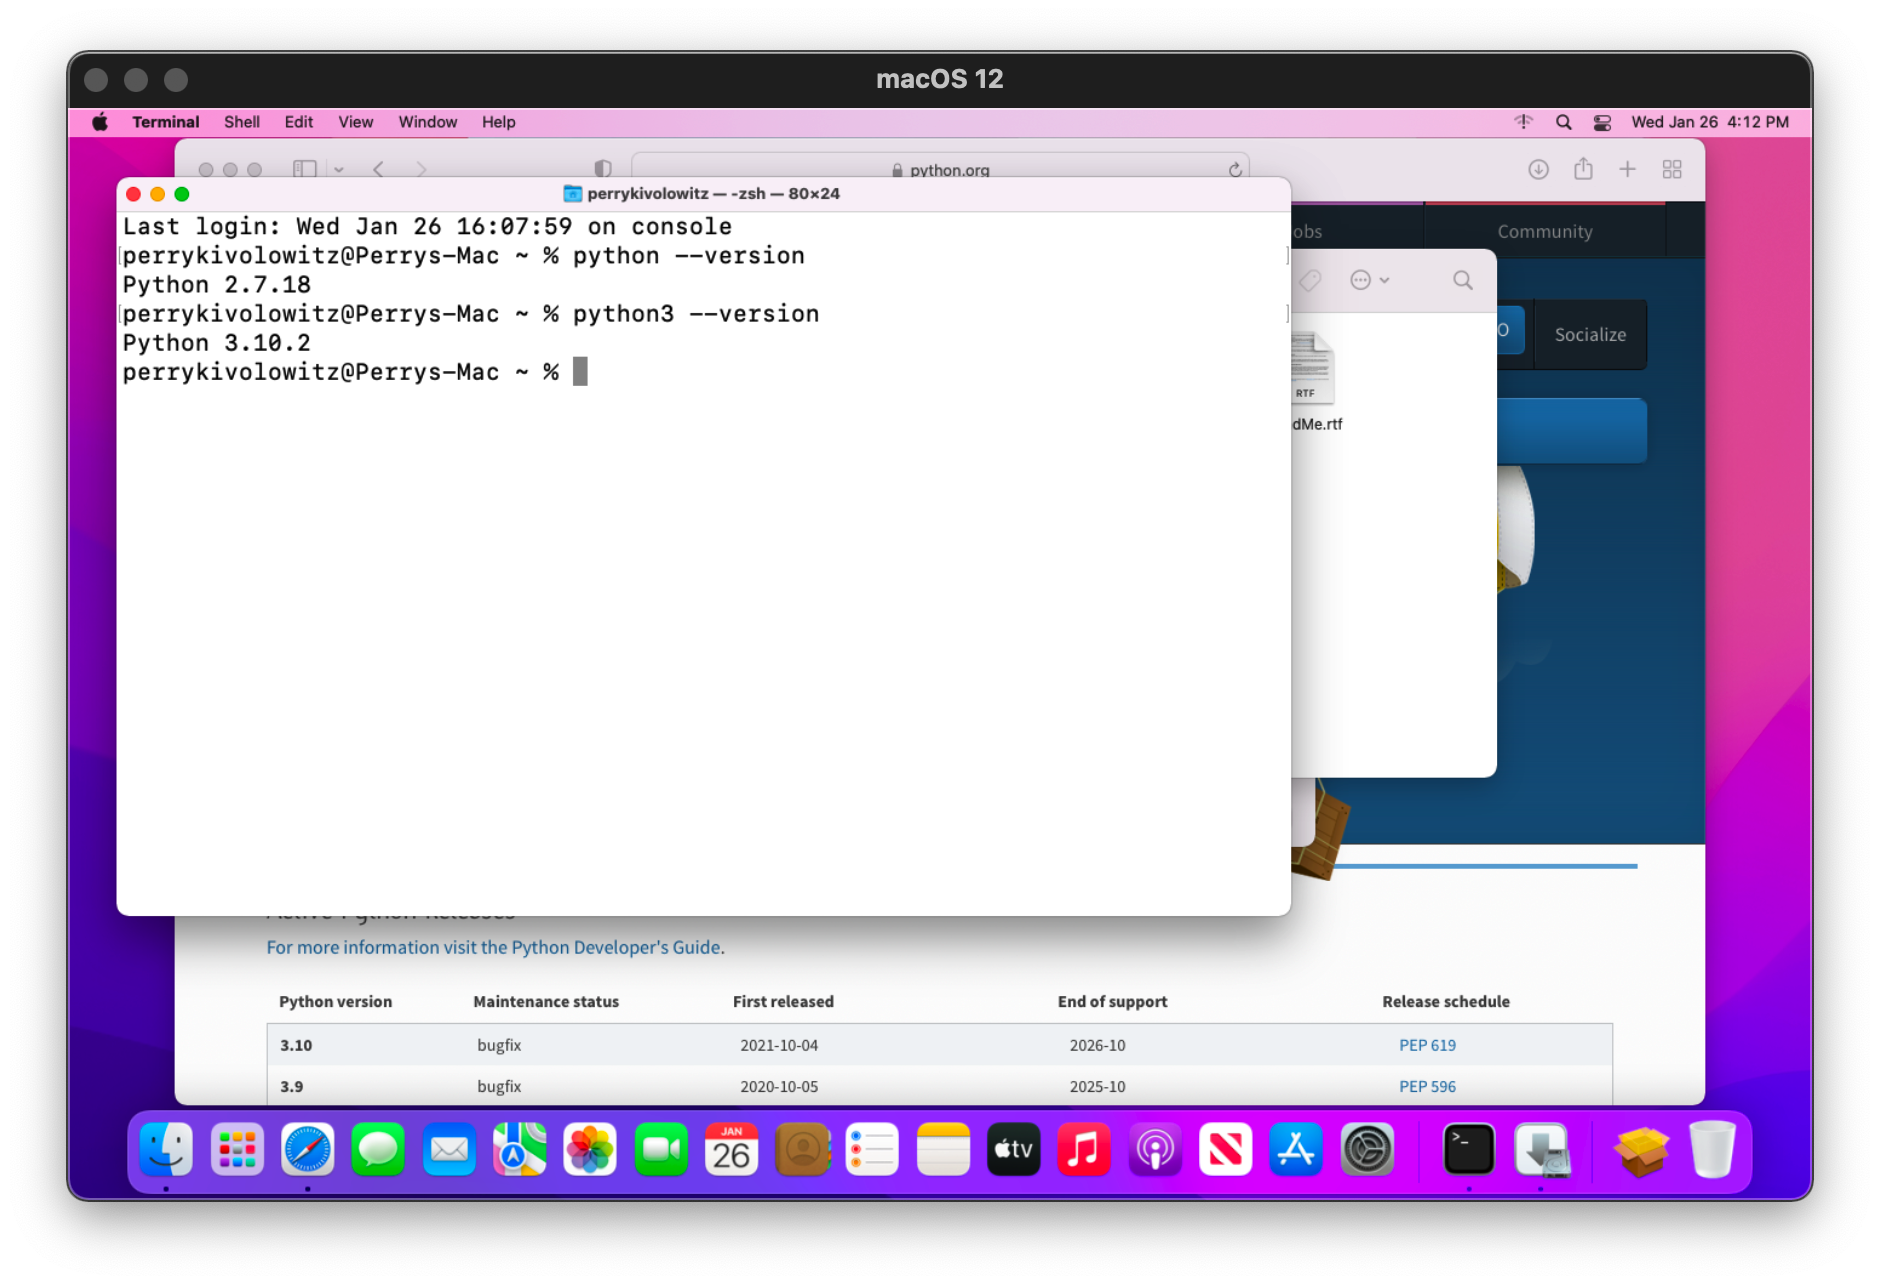 macOS 12
Terminal Shell Edit View Window Help Wed Jan 26 4:12 PM
python.org
perrykivolowitz — -zsh — 80×24
Last login: Wed Jan 26 16:07:59 on console
perrykivolowitz@Perrys-Mac ~ % python --version
Python 2.7.18
perrykivolowitz@Perrys-Mac ~ % python3 --version
Python 3.10.2
perrykivolowitz@Perrys-Mac ~ %
obs Community
O Socialize
RTF
dMe.rtf
Active Python Releases
For more information visit the Python Developer's Guide.
Python version Maintenance status First released End of support Release schedule
3.10 bugfix 2021-10-04 2026-10 PEP 619
3.9 bugfix 2020-10-05 2025-10 PEP 596
JAN
26
tv
>_